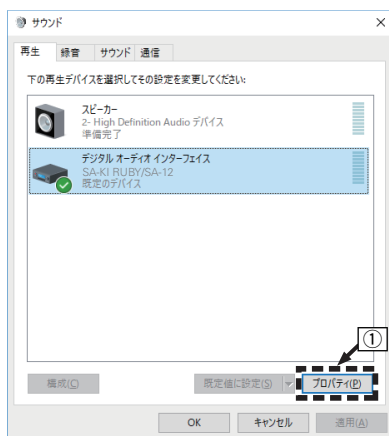 サウンド
再生 録音 サウンド 通信
下の再生デバイスを選択してその設定を変更してください:
スピーカー
2- High Definition Audio デバイス
準備完了
デジタル オーディオ インターフェイス
SA-KI RUBY/SA-12
既定のデバイス
①
構成(C) 既定値に設定(S) プロパティ(P)
OK キャンセル 適用(A)